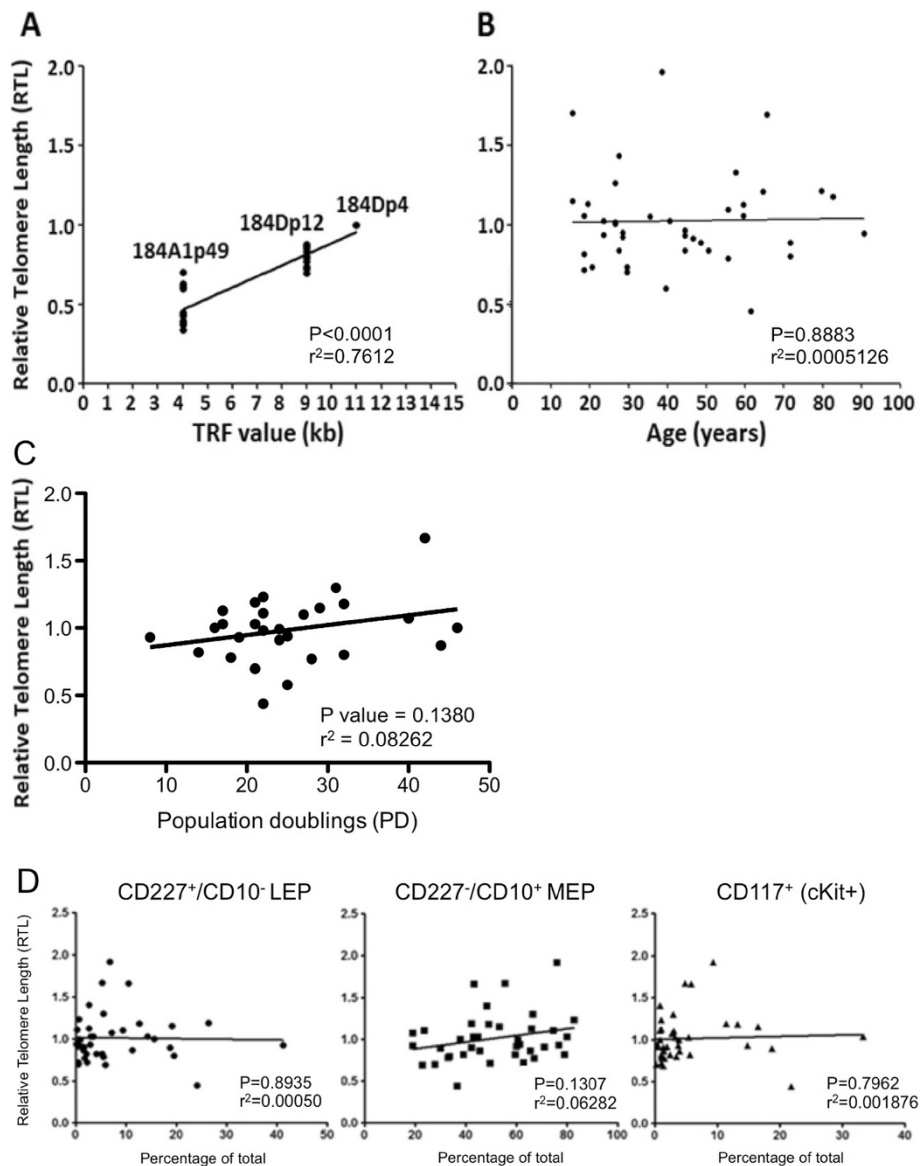 A
Relative Telomere Length (RTL)
2.0
1.5
1.0
0.5
0.0
184A1p49
184Dp12
184Dp4
P<0.0001
r²=0.7612
0 1 2 3 4 5 6 7 8 9 10 11 12 13 14 15
TRF value (kb)
B
2.0
1.5
1.0
0.5
0.0
P=0.8883
r²=0.0005126
0 10 20 30 40 50 60 70 80 90 100
Age (years)
C
Relative Telomere Length (RTL)
2.0
1.5
1.0
0.5
0.0
P value = 0.1380
r² = 0.08262
0 10 20 30 40 50
Population doublings (PD)
D
CD227⁺/CD10⁻ LEP
Relative Telomere Length (RTL)
2.5
2.0
1.5
1.0
0.5
0.0
P=0.8935
r²=0.00050
0 10 20 30 40 50
Percentage of total
CD227⁻/CD10⁺ MEP
2.5
2.0
1.5
1.0
0.5
0.0
P=0.1307
r²=0.06282
0 20 40 60 80 100
Percentage of total
CD117⁺ (cKit+)
2.5
2.0
1.5
1.0
0.5
0.0
P=0.7962
r²=0.001876
0 10 20 30 40
Percentage of total